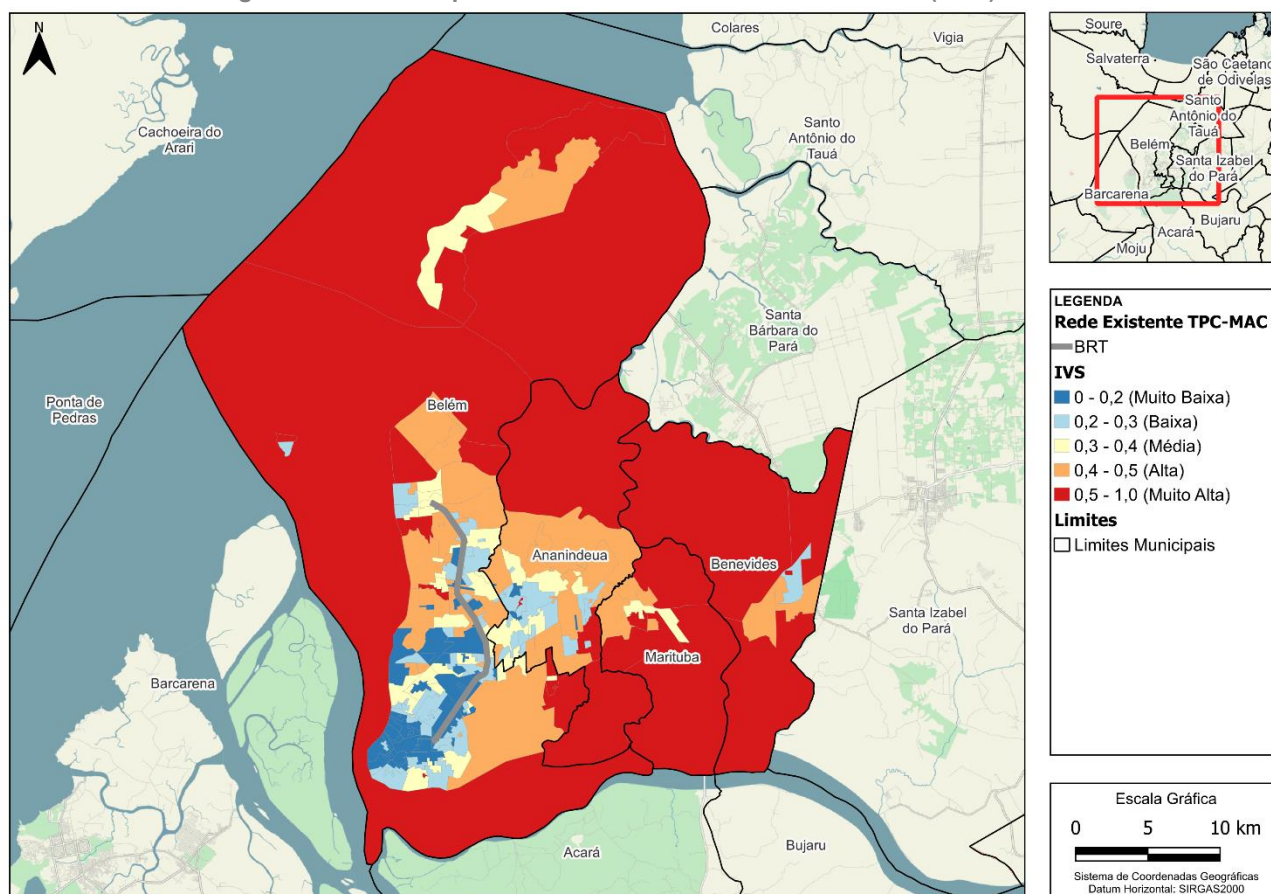 N
Colares
Vigia
Cachoeira do
Arari
Santo
Antônio do
Tauá
Santa
Bárbara do
Pará
Ponta de
Pedras
Belém
Ananindeua
Benevides
Marituba
Santa Izabel
do Pará
Barcarena
Acará
Bujaru
Soure
Salvaterra
São Caetano
de Odivelas
Santo
Antônio do
Tauá
Belém
Santa Izabel
do Pará
Barcarena
Bujaru
Acará
Moju
LEGENDA
Rede Existente TPC-MAC
BRT
IVS
0 - 0,2 (Muito Baixa)
0,2 - 0,3 (Baixa)
0,3 - 0,4 (Média)
0,4 - 0,5 (Alta)
0,5 - 1,0 (Muito Alta)
Limites
Limites Municipais
Escala Gráfica
0 5 10 km
Sistema de Coordenadas Geográficas
Datum Horizontal: SIRGAS2000